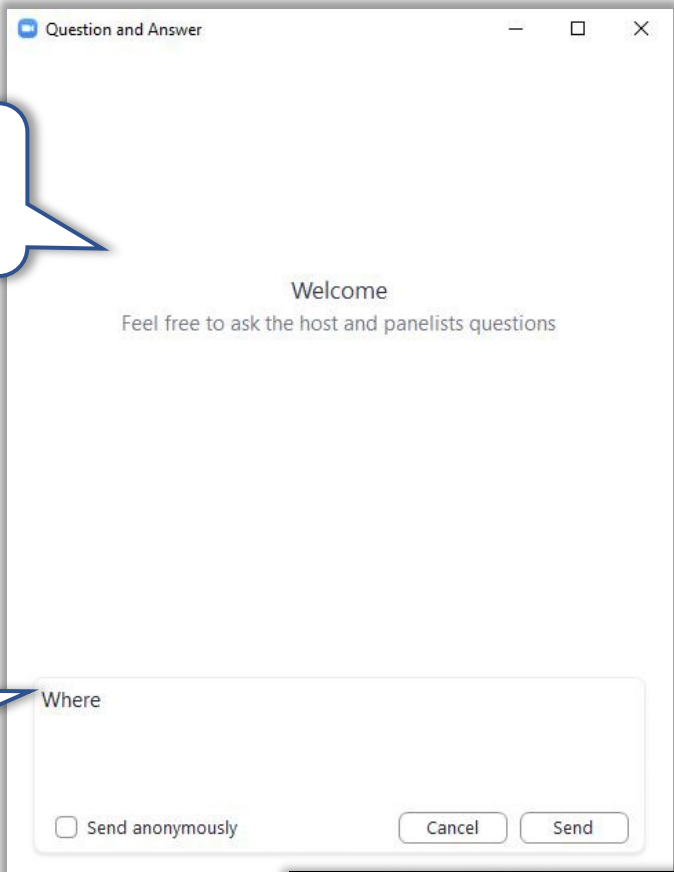 Question and Answer
Welcome
Feel free to ask the host and panelists questions
Where
Send anonymously
Cancel
Send